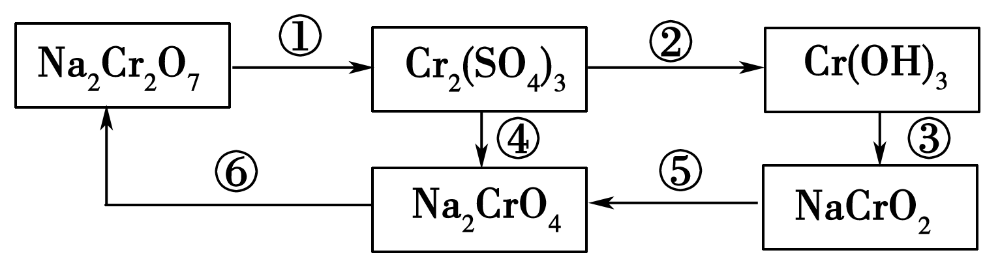 Na₂Cr₂O₇ ① Cr₂(SO₄)₃ ② Cr(OH)₃
④ ③
⑥ ⑤
Na₂CrO₄ NaCrO₂